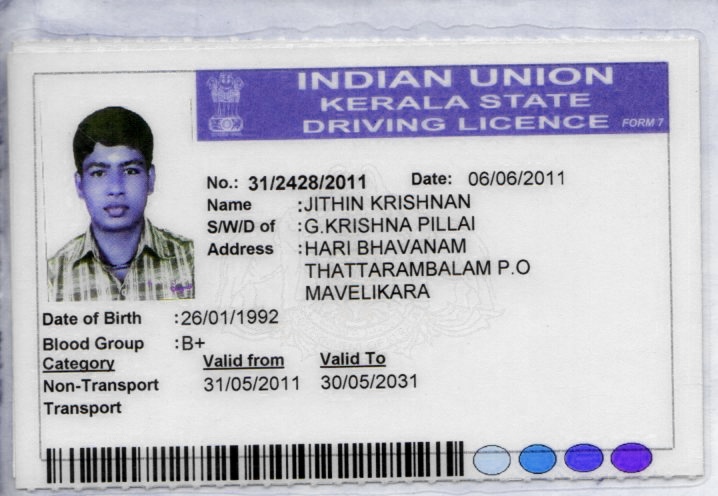 INDIAN UNION
KERALA STATE
DRIVING LICENCE FORM 7
No.: 31/2428/2011 Date: 06/06/2011
Name :JITHIN KRISHNAN
S/W/D of :G.KRISHNA PILLAI
Address :HARI BHAVANAM
THATTARAMBALAM P.O
MAVELIKARA
Date of Birth :26/01/1992
Blood Group :B+
Category Valid from Valid To
Non-Transport 31/05/2011 30/05/2031
Transport